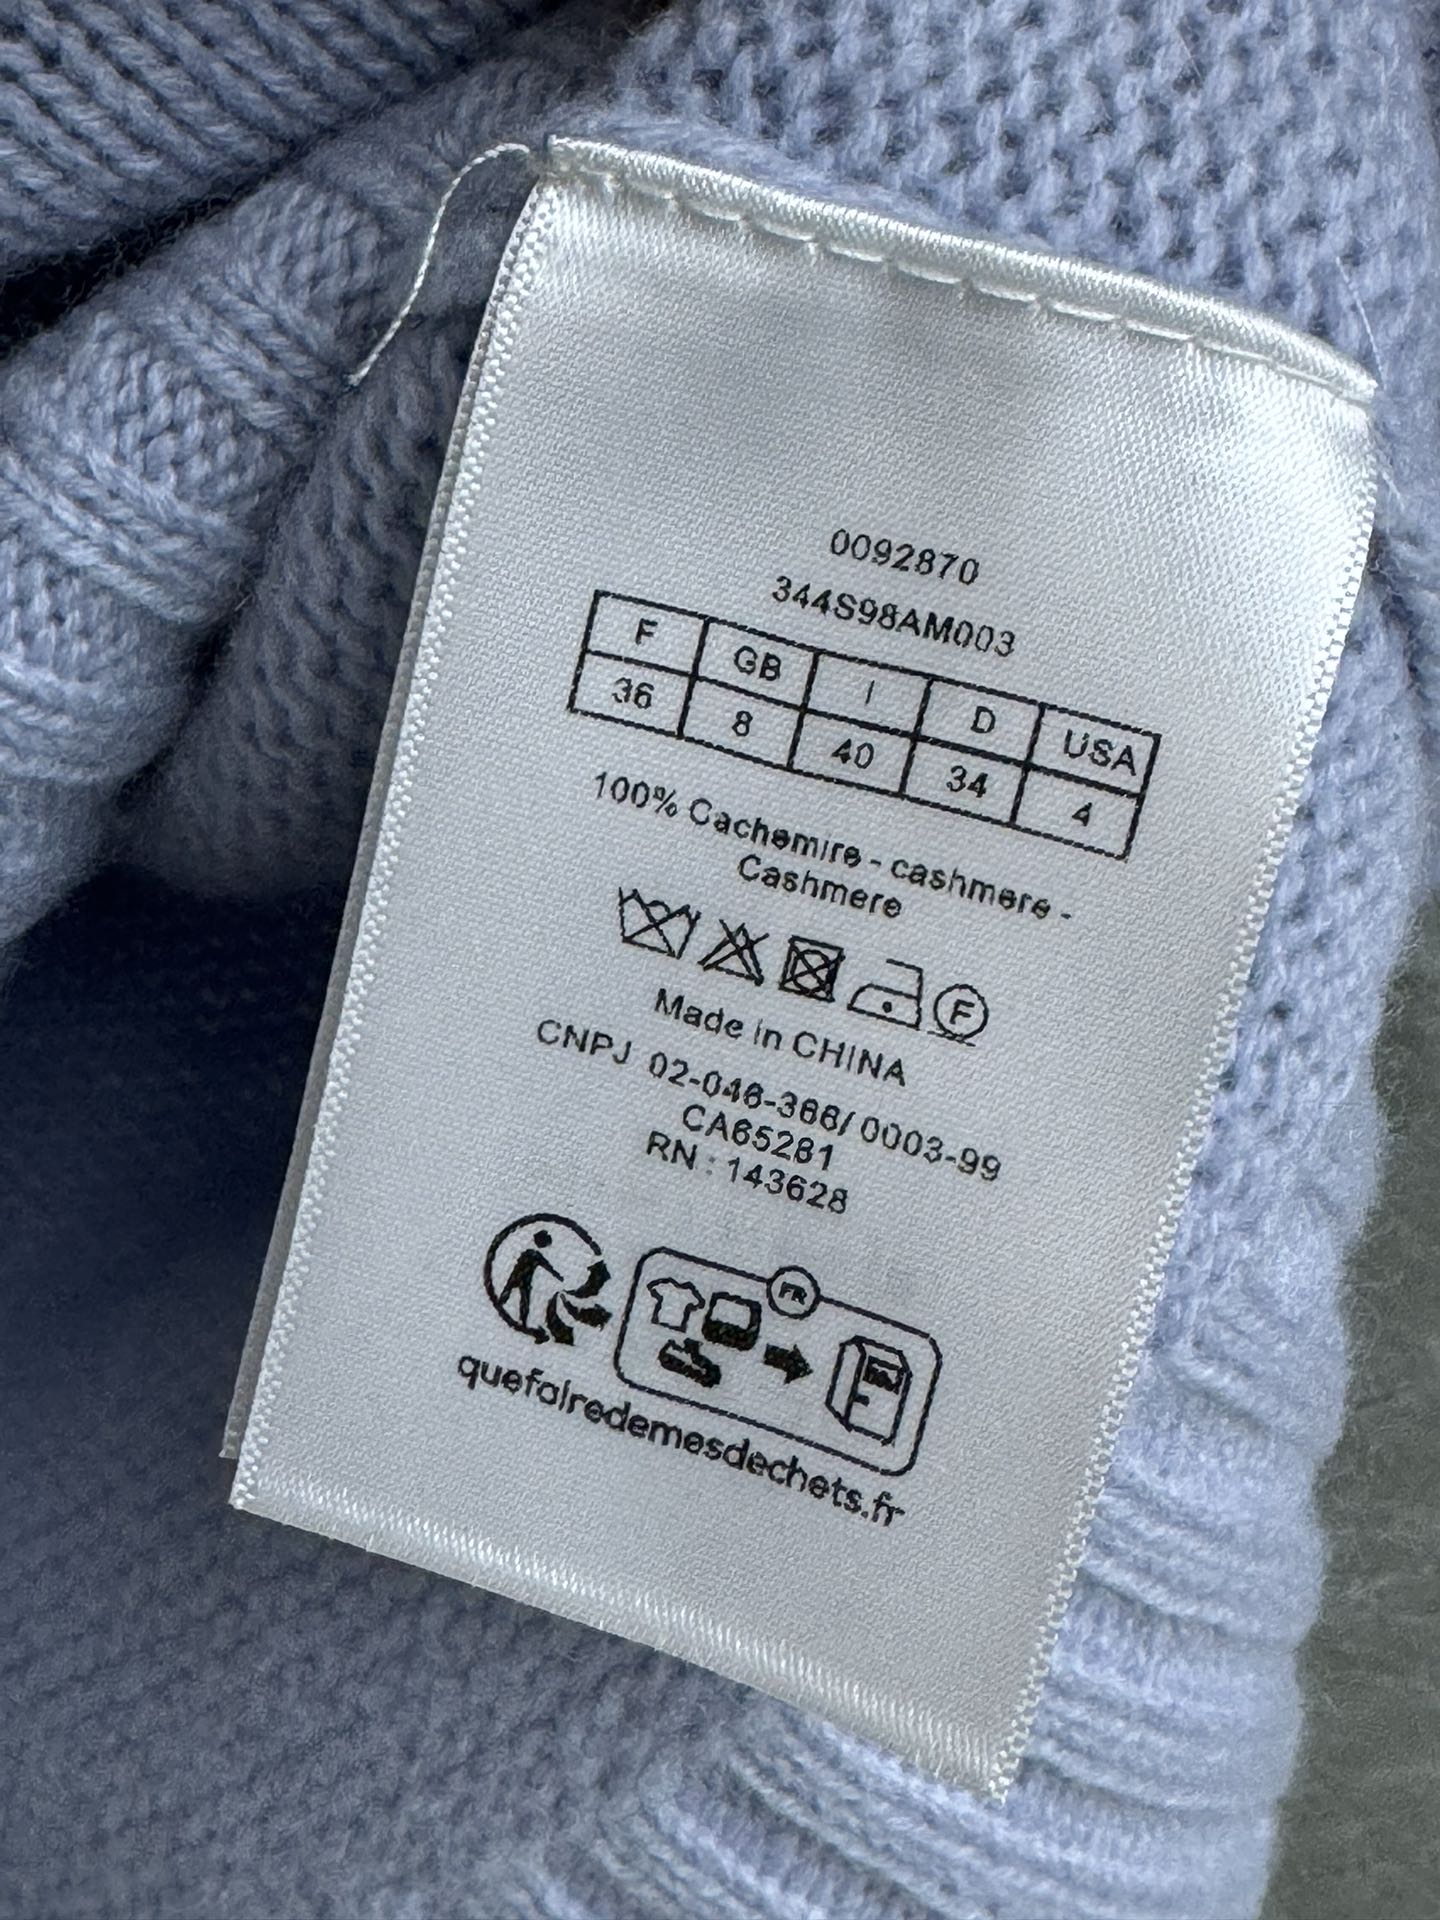 0092870
344S98AM003
F GB I D USA
36 8 40 34 4
100% Cachemire - cashmere -
Cashmere
F
Made in CHINA
CNPJ 02-046-366/ 0003-99
CA65281
RN : 143628
FR
quefairedemesdechets.fr